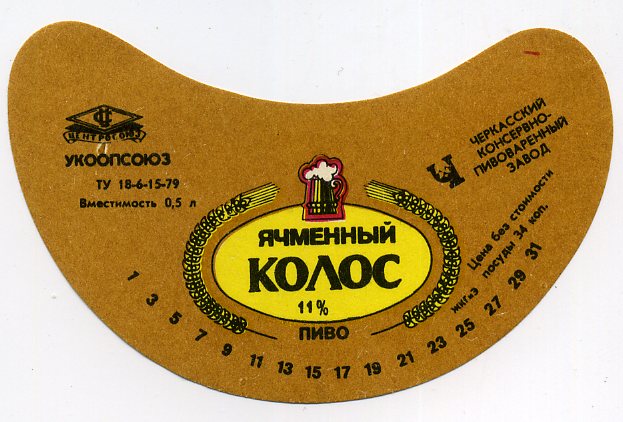 ЦЕНТРОСОЮЗ
УКООПСОЮЗ
ТУ 18-6-15-79
Вместимость 0,5 л
ЯЧМЕННЫЙ
КОЛОС
11%
ПИВО
ЧЕРКАССКИЙ
КОНСЕРВНО-
ПИВОВАРЕННЫЙ
ЗАВОД
Цена без стоимости
посуды 34 коп.
1 3 5 7 9 11 13 15 17 19 21 23 25 27 29 31